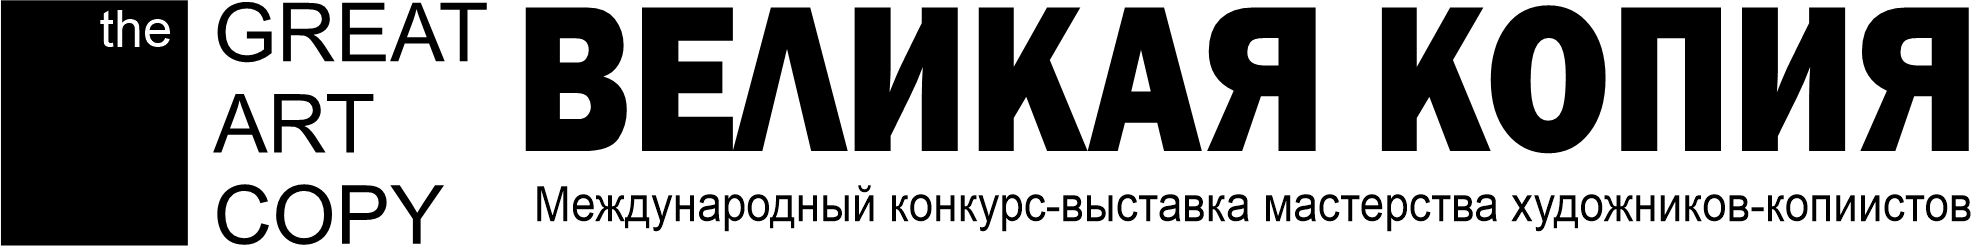 the
GREAT
ART
COPY
ВЕЛИКАЯ КОПИЯ
Международный конкурс-выставка мастерства художников-копиистов